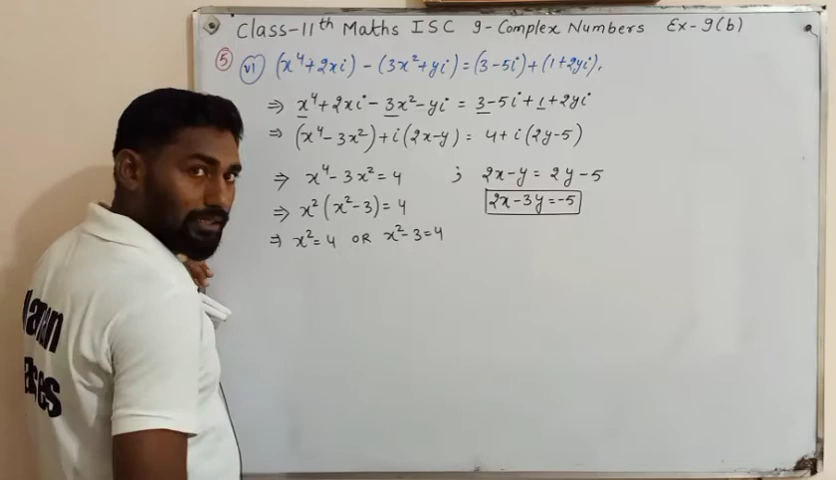 Class-11th Maths ISC 9-Complex Numbers Ex-9(b)
5 vi (x⁴+2xi)-(3x²+yi)=(3-5i)+(1+2yi).
⇒ x⁴+2xi-3x²-yi = 3-5i+1+2yi
⇒ (x⁴-3x²)+i(2x-y)= 4+i(2y-5)
⇒ x⁴-3x²=4 ; 2x-y=2y-5
⇒ x²(x²-3)=4 2x-3y=-5
⇒ x²=4 OR x²-3=4